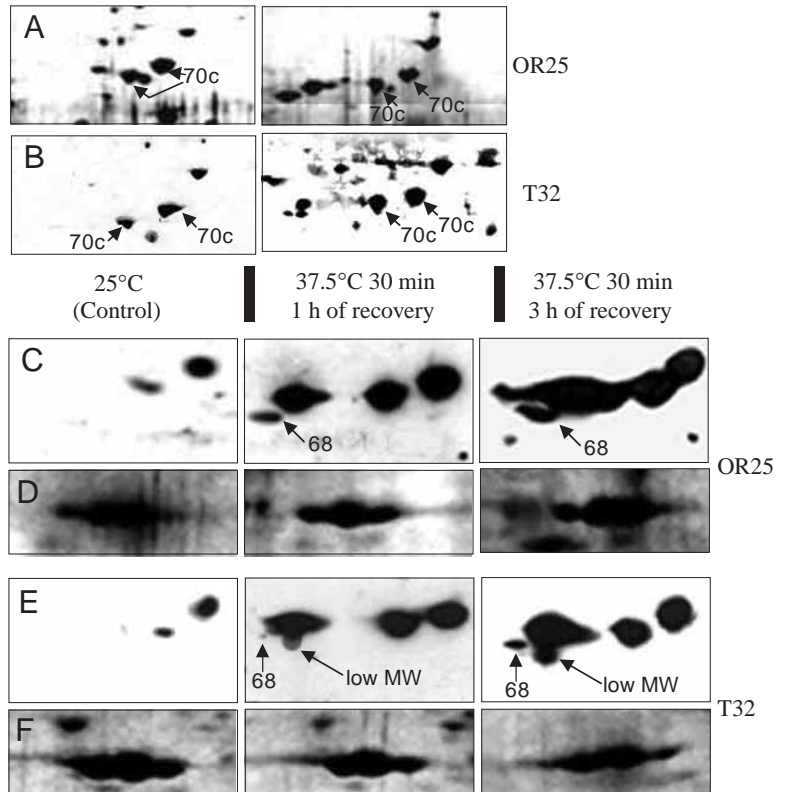 A
70c
70c
70c
OR25
B
70c
70c
70c
70c
T32
25°C
(Control)
37.5°C 30 min
1 h of recovery
37.5°C 30 min
3 h of recovery
C
68
68
OR25
D
E
68
low MW
68
low MW
T32
F